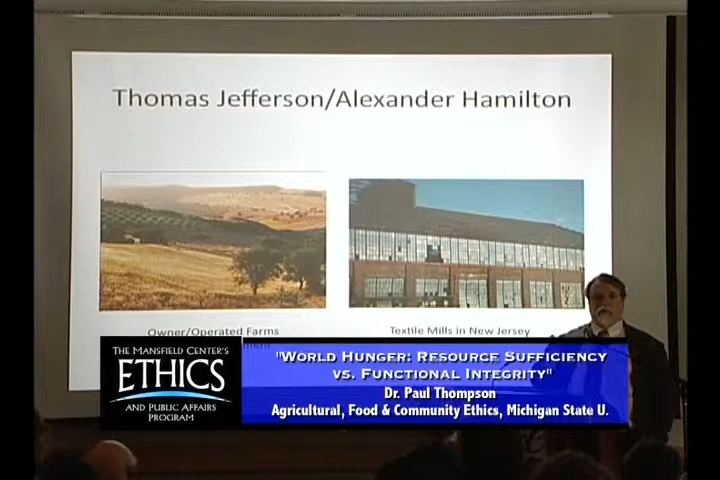 Thomas Jefferson/Alexander Hamilton
Owner/Operated Farms
Textile Mills in New Jersey
THE MANSFIELD CENTER'S
ETHICS
AND PUBLIC AFFAIRS
PROGRAM
"WORLD HUNGER: RESOURCE SUFFICIENCY
VS. FUNCTIONAL INTEGRITY"
Dr. Paul Thompson
Agricultural, Food & Community Ethics, Michigan State U.